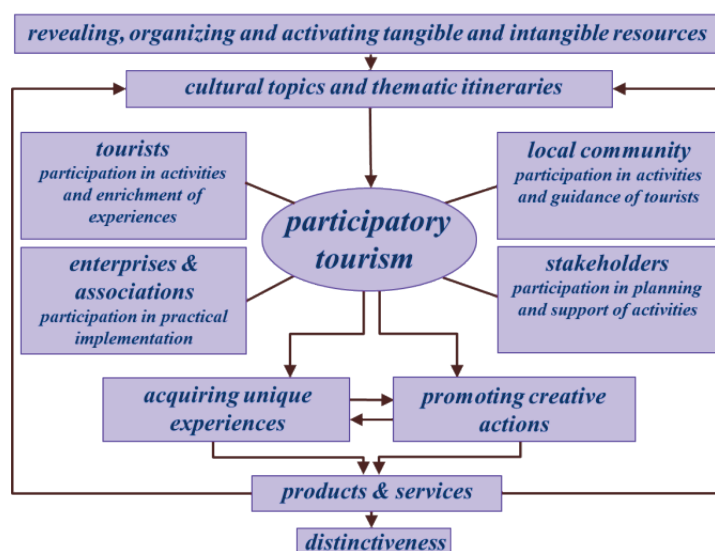 revealing, organizing and activating tangible and intangible resources
cultural topics and thematic itineraries
tourists
participation in activities
and enrichment of
experiences
local community
participation in activities
and guidance of tourists
participatory
tourism
enterprises &
associations
participation in practical
implementation
stakeholders
participation in planning
and support of activities
acquiring unique
experiences
promoting creative
actions
products & services
distinctiveness